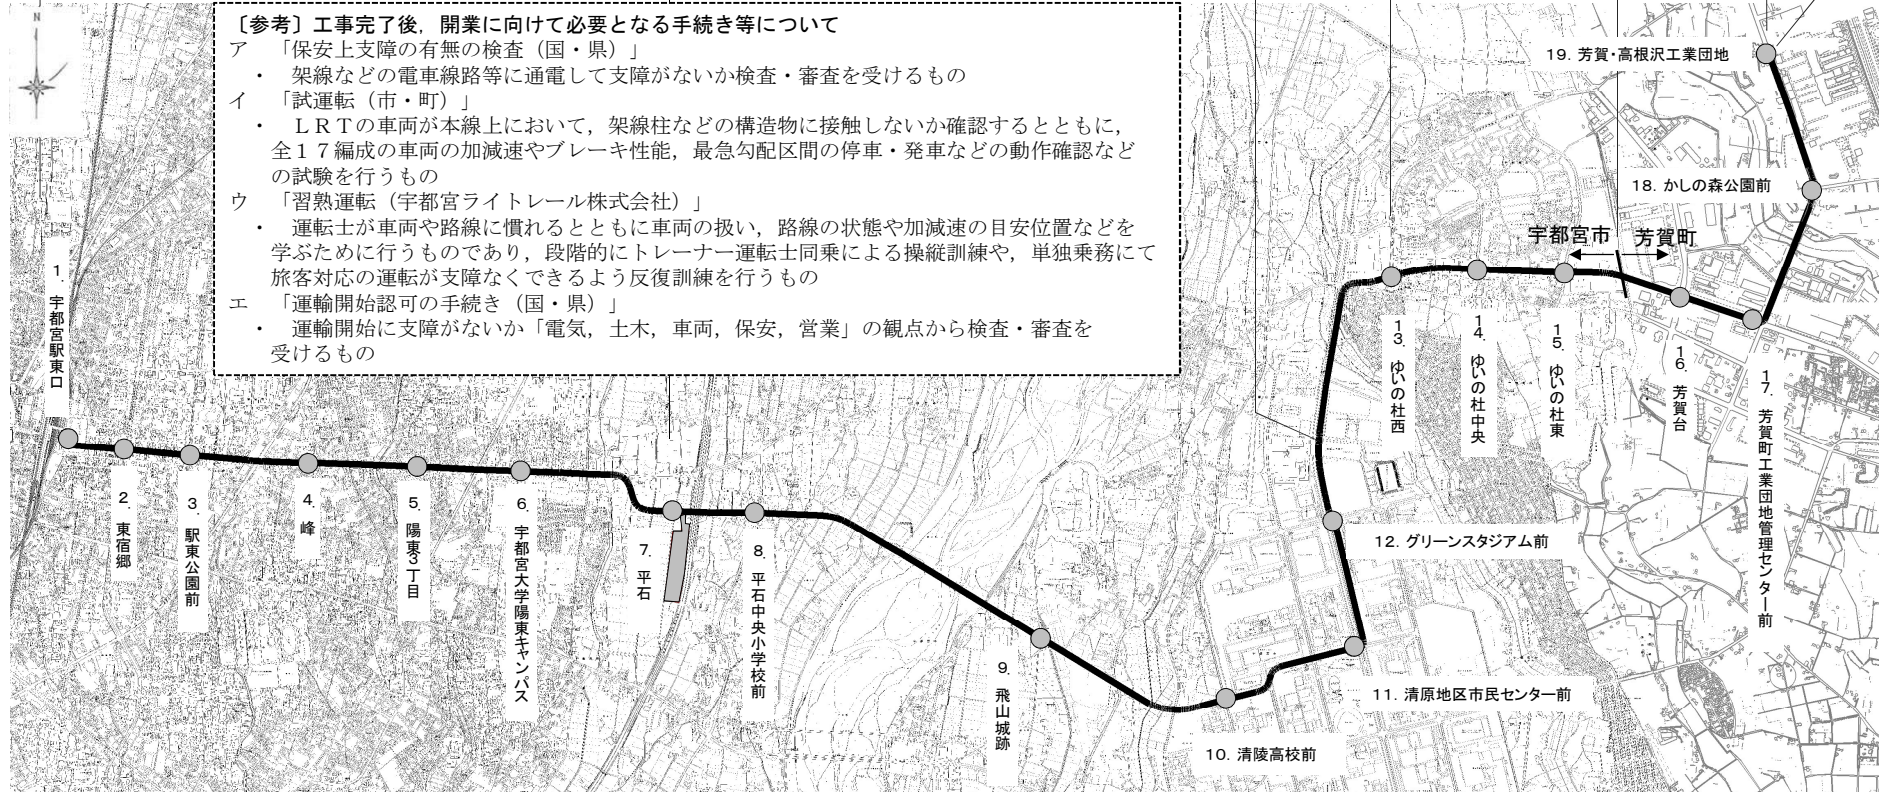 N
〔参考〕工事完了後，開業に向けて必要となる手続き等について
ア　「保安上支障の有無の検査（国・県）」
・　架線などの電車線路等に通電して支障がないか検査・審査を受けるもの
イ　「試運転（市・町）」
・　ＬＲＴの車両が本線上において，架線柱などの構造物に接触しないか確認するとともに，
全１７編成の車両の加減速やブレーキ性能，最急勾配区間の停車・発車などの動作確認など
の試験を行うもの
ウ　「習熟運転（宇都宮ライトレール株式会社）」
・　運転士が車両や路線に慣れるとともに車両の扱い，路線の状態や加減速の目安位置などを
学ぶために行うものであり，段階的にトレーナー運転士同乗による操縦訓練や，単独乗務にて
旅客対応の運転が支障なくできるよう反復訓練を行うもの
エ　「運輸開始認可の手続き（国・県）」
・　運輸開始に支障がないか「電気，土木，車両，保安，営業」の観点から検査・審査を
受けるもの
1. 宇都宮駅東口
2. 東宿郷
3. 駅東公園前
4. 峰
5. 陽東3丁目
6. 宇都宮大学陽東キャンパス
7. 平石
8. 平石中央小学校前
9. 飛山城跡
10. 清陵高校前
11. 清原地区市民センター前
12. グリーンスタジアム前
13. ゆいの杜西
14. ゆいの杜中央
15. ゆいの杜東
宇都宮市
芳賀町
16. 芳賀台
17. 芳賀町工業団地管理センター前
18. かしの森公園前
19. 芳賀・高根沢工業団地